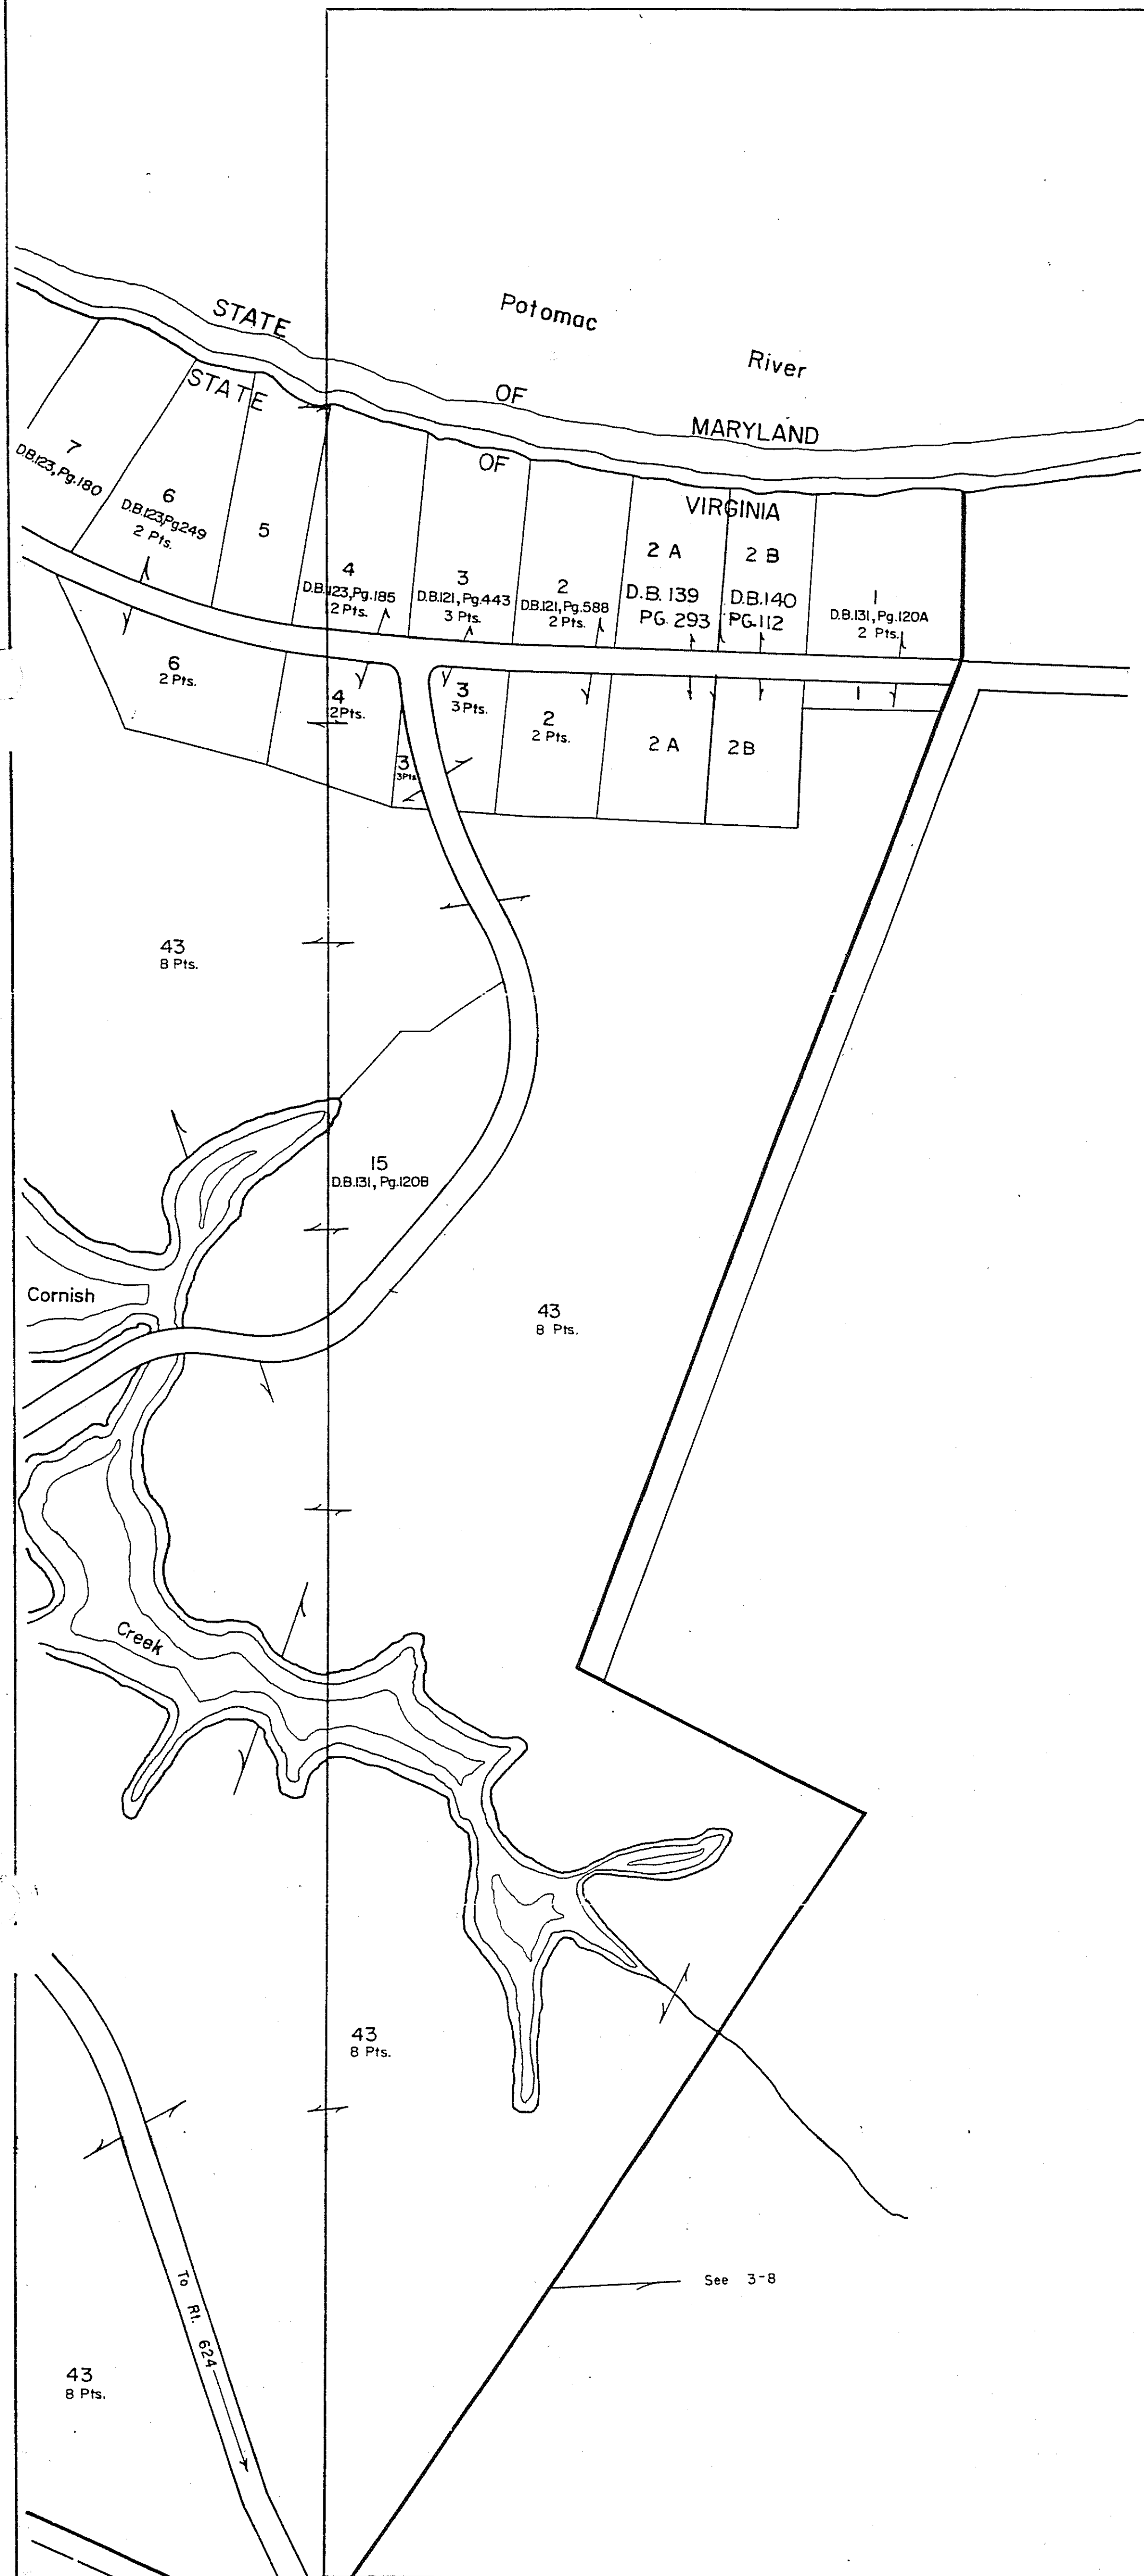 STATE
Potomac
River
STATE
OF
MARYLAND
OF
VIRGINIA
7
D.B.123, Pg.180
6
D.B.123,Pg249
2 Pts.
5
4
D.B.123, Pg.185
2 Pts.
3
D.B.121, Pg.443
3 Pts.
2
D.B.121, Pg.588
2 Pts.
2 A
D.B. 139
PG. 293
2 B
D.B.140
PG.112
1
D.B.131, Pg.120A
2 Pts.
6
2 Pts.
4
2Pts.
3
3Pts.
3
3Pts
2
2 Pts.
2 A
2B
1
43
8 Pts.
15
D.B.131, Pg.120B
Cornish
43
8 Pts.
Creek
43
8 Pts.
See 3-8
To Rt. 624
43
8 Pts.